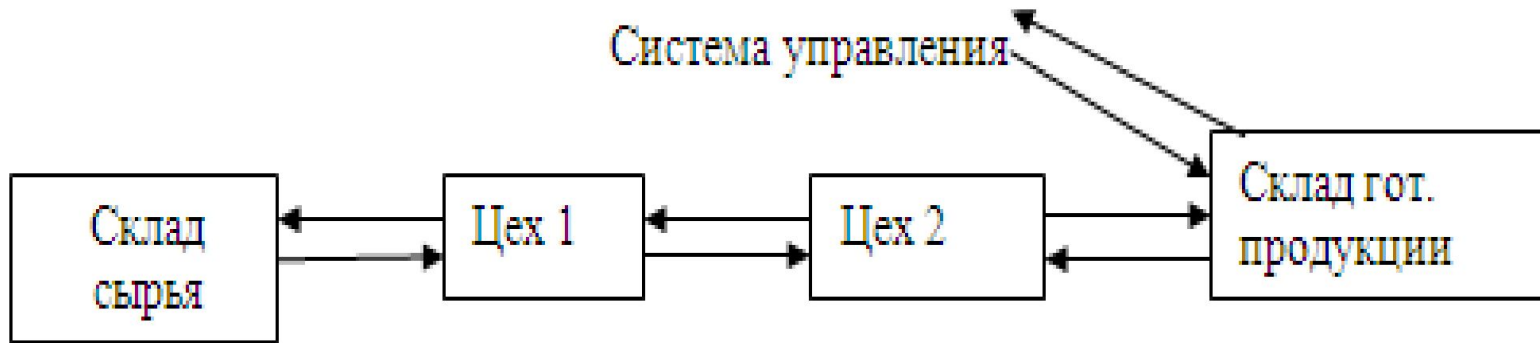 Система управления
Склад
сырья
Цех 1
Цех 2
Склад гот.
продукции